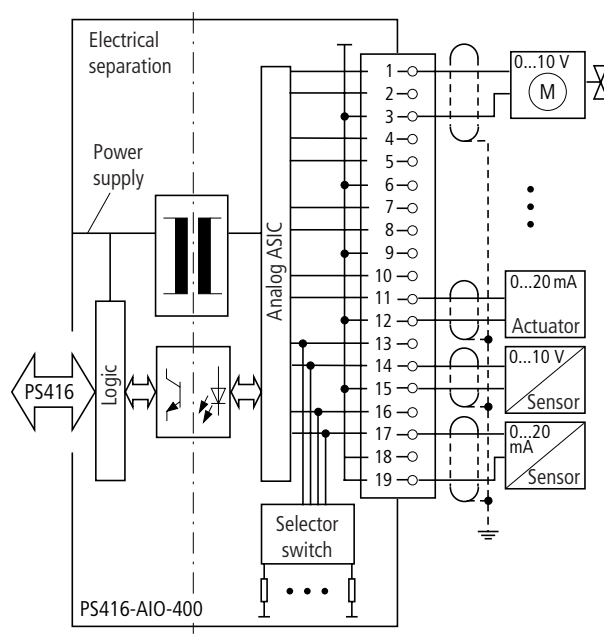 Electrical
separation
Power
supply
PS416
Logic
Analog ASIC
1
2
3
4
5
6
7
8
9
10
11
12
13
14
15
16
17
18
19
0...10 V
M
0...20 mA
Actuator
0...10 V
Sensor
0...20
mA
Sensor
Selector
switch
PS416-AIO-400